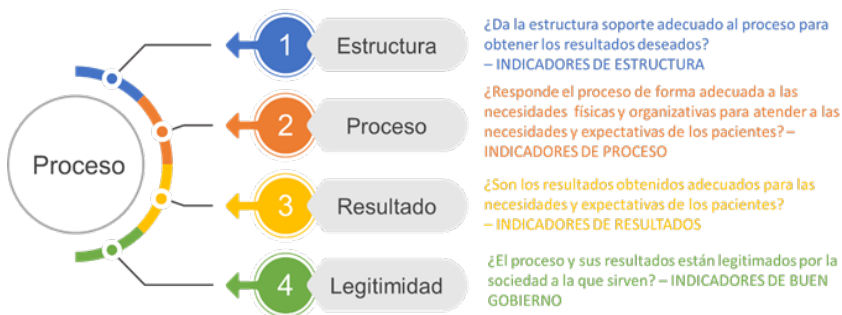 Proceso
1
Estructura
¿Da la estructura soporte adecuado al proceso para
obtener los resultados deseados?
– INDICADORES DE ESTRUCTURA
2
Proceso
¿Responde el proceso de forma adecuada a las
necesidades físicas y organizativas para atender a las
necesidades y expectativas de los pacientes? –
INDICADORES DE PROCESO
3
Resultado
¿Son los resultados obtenidos adecuados para las
necesidades y expectativas de los pacientes?
– INDICADORES DE RESULTADOS
4
Legitimidad
¿El proceso y sus resultados están legitimados por la
sociedad a la que sirven? – INDICADORES DE BUEN
GOBIERNO